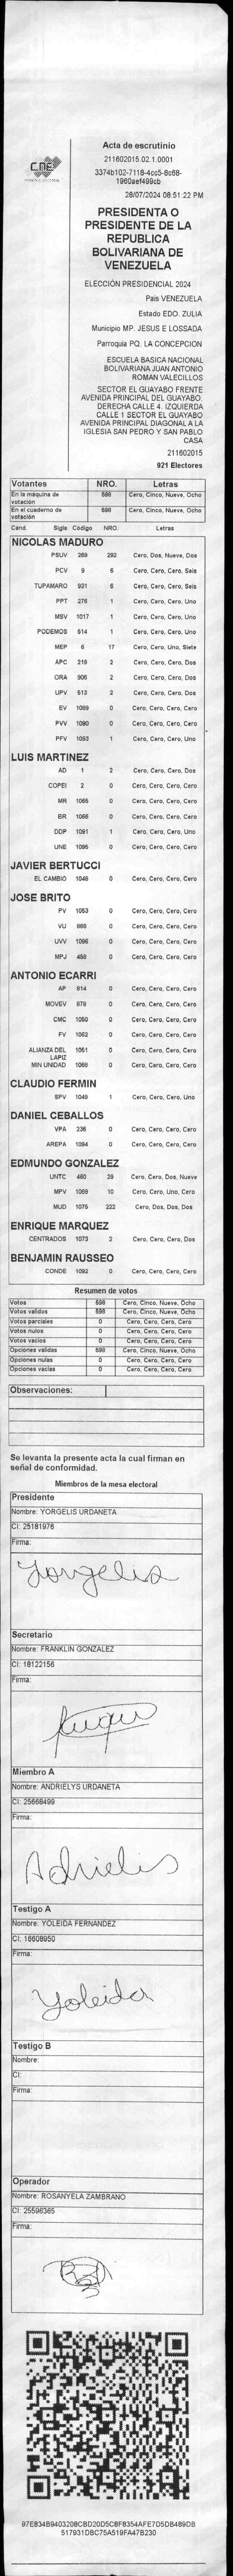 CNE
Acta de escrutinio
211602015.02.1.0001
3374b102-7118-4cc5-8c68-
1960aef499cb
28/07/2024 08:51:22 PM
PRESIDENTA O
PRESIDENTE DE LA
REPUBLICA
BOLIVARIANA DE
VENEZUELA
ELECCIÓN PRESIDENCIAL 2024
País VENEZUELA
Estado EDO. ZULIA
Municipio MP. JESUS E LOSSADA
Parroquia PQ. LA CONCEPCION
ESCUELA BASICA NACIONAL
BOLIVARIANA JUAN ANTONIO
ROMAN VALECILLOS
SECTOR EL GUAYABO FRENTE
AVENIDA PRINCIPAL DEL GUAYABO.
DERECHA CALLE 4. IZQUIERDA
CALLE 1 SECTOR EL GUAYABO
AVENIDA PRINCIPAL DIAGONAL A LA
IGLESIA SAN PEDRO Y SAN PABLO
CASA
211602015
921 Electores
Votantes NRO. Letras
En la máquina de votación 598 Cero, Cinco, Nueve, Ocho
En el cuaderno de votación 598 Cero, Cinco, Nueve, Ocho
Cand. Sigla Código NRO. Letras
NICOLAS MADURO
PSUV 269 292 Cero, Dos, Nueve, Dos
PCV 9 6 Cero, Cero, Cero, Seis
TUPAMARO 931 6 Cero, Cero, Cero, Seis
PPT 276 1 Cero, Cero, Cero, Uno
MSV 1017 1 Cero, Cero, Cero, Uno
PODEMOS 514 1 Cero, Cero, Cero, Uno
MEP 6 17 Cero, Cero, Uno, Siete
APC 219 2 Cero, Cero, Cero, Dos
ORA 906 2 Cero, Cero, Cero, Dos
UPV 513 2 Cero, Cero, Cero, Dos
EV 1089 0 Cero, Cero, Cero, Cero
PVV 1090 0 Cero, Cero, Cero, Cero
PFV 1093 1 Cero, Cero, Cero, Uno
LUIS MARTINEZ
AD 1 2 Cero, Cero, Cero, Dos
COPEI 2 0 Cero, Cero, Cero, Cero
MR 1065 0 Cero, Cero, Cero, Cero
BR 1066 0 Cero, Cero, Cero, Cero
DDP 1091 1 Cero, Cero, Cero, Uno
UNE 1095 0 Cero, Cero, Cero, Cero
JAVIER BERTUCCI
EL CAMBIO 1046 0 Cero, Cero, Cero, Cero
JOSE BRITO
PV 1053 0 Cero, Cero, Cero, Cero
VU 868 0 Cero, Cero, Cero, Cero
UVV 1096 0 Cero, Cero, Cero, Cero
MPJ 458 0 Cero, Cero, Cero, Cero
ANTONIO ECARRI
AP 814 0 Cero, Cero, Cero, Cero
MOVEV 876 0 Cero, Cero, Cero, Cero
CMC 1050 0 Cero, Cero, Cero, Cero
FV 1062 0 Cero, Cero, Cero, Cero
ALIANZA DEL LAPIZ 1051 0 Cero, Cero, Cero, Cero
MIN UNIDAD 1058 0 Cero, Cero, Cero, Cero
CLAUDIO FERMIN
SPV 1049 1 Cero, Cero, Cero, Uno
DANIEL CEBALLOS
VPA 236 0 Cero, Cero, Cero, Cero
AREPA 1094 0 Cero, Cero, Cero, Cero
EDMUNDO GONZALEZ
UNTC 460 29 Cero, Cero, Dos, Nueve
MPV 1069 10 Cero, Cero, Uno, Cero
MUD 1075 222 Cero, Dos, Dos, Dos
ENRIQUE MARQUEZ
CENTRADOS 1073 2 Cero, Cero, Cero, Dos
BENJAMIN RAUSSEO
CONDE 1092 0 Cero, Cero, Cero, Cero
Resumen de votos
Votos 598 Cero, Cinco, Nueve, Ocho
Votos validos 598 Cero, Cinco, Nueve, Ocho
Votos parciales 0 Cero, Cero, Cero, Cero
Votos nulos 0 Cero, Cero, Cero, Cero
Votos vacios 0 Cero, Cero, Cero, Cero
Opciones validas 598 Cero, Cinco, Nueve, Ocho
Opciones nulas 0 Cero, Cero, Cero, Cero
Opciones vacias 0 Cero, Cero, Cero, Cero
Observaciones:
Se levanta la presente acta la cual firman en
señal de conformidad.
Miembros de la mesa electoral
Presidente
Nombre: YORGELIS URDANETA
CI: 25181976
Firma:
Yorgelis
Secretario
Nombre: FRANKLIN GONZALEZ
CI: 18122156
Firma:
Miembro A
Nombre: ANDRIELYS URDANETA
CI: 25668499
Firma:
Adrielis
Testigo A
Nombre: YOLEIDA FERNANDEZ
CI: 16608950
Firma:
Yoleida
Testigo B
Nombre:
CI:
Firma:
Operador
Nombre: ROSANYELA ZAMBRANO
CI: 25596365
Firma:
97E834B9403208CBD20D5C8F8354AFE7D5DB489DB
517931DBC75A519FA47B230